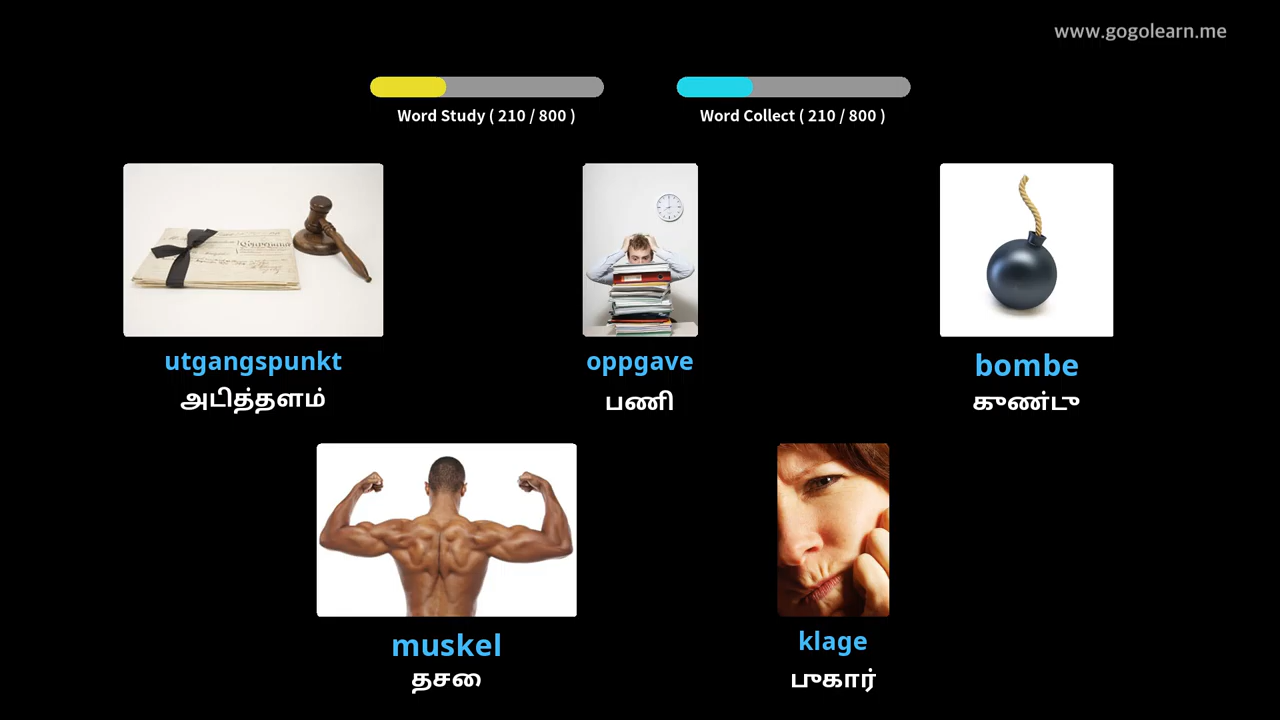 www.gogolearn.me
Word Study ( 210 / 800 )
Word Collect ( 210 / 800 )
utgangspunkt
அடித்தளம்
oppgave
பணி
bombe
குண்டு
muskel
தசை
klage
புகார்